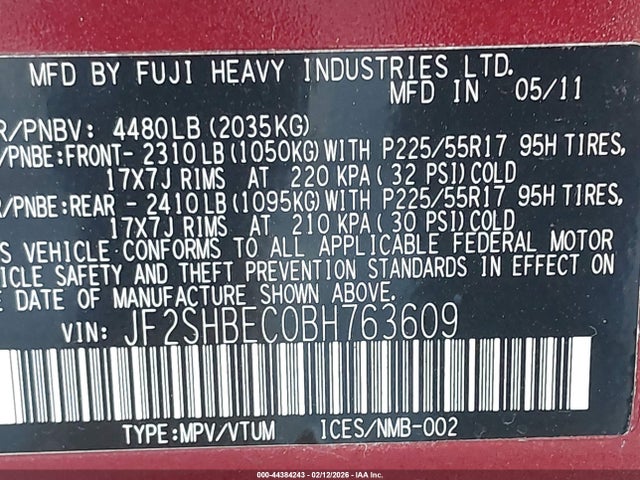 MFD BY FUJI HEAVY INDUSTRIES LTD.
MFD IN 05/11
R/PNBV: 4480LB(2035KG)
/PNBE:FRONT- 2310LB(1050KG)WITH P225/55R17 95H TIRES,
17X7J RIMS AT 220 KPA( 32 PSI)COLD
R/PNBE:REAR - 2410LB(1095KG)WITH P225/55R17 95H TIRES,
17X7J RIMS AT 210 KPA( 30 PSI)COLD
S VEHICLE CONFORMS TO ALL APPLICABLE FEDERAL MOTOR
ICLE SAFETY AND THEFT PREVENTION STANDARDS IN EFFECT ON
E DATE OF MANUFACTURE SHOWN ABOVE.
VIN: JF2SHBEC0BH763609
TYPE:MPV/VTUM ICES/NMB-002
000-44384243 - 02/12/2026 - IAA, INC.